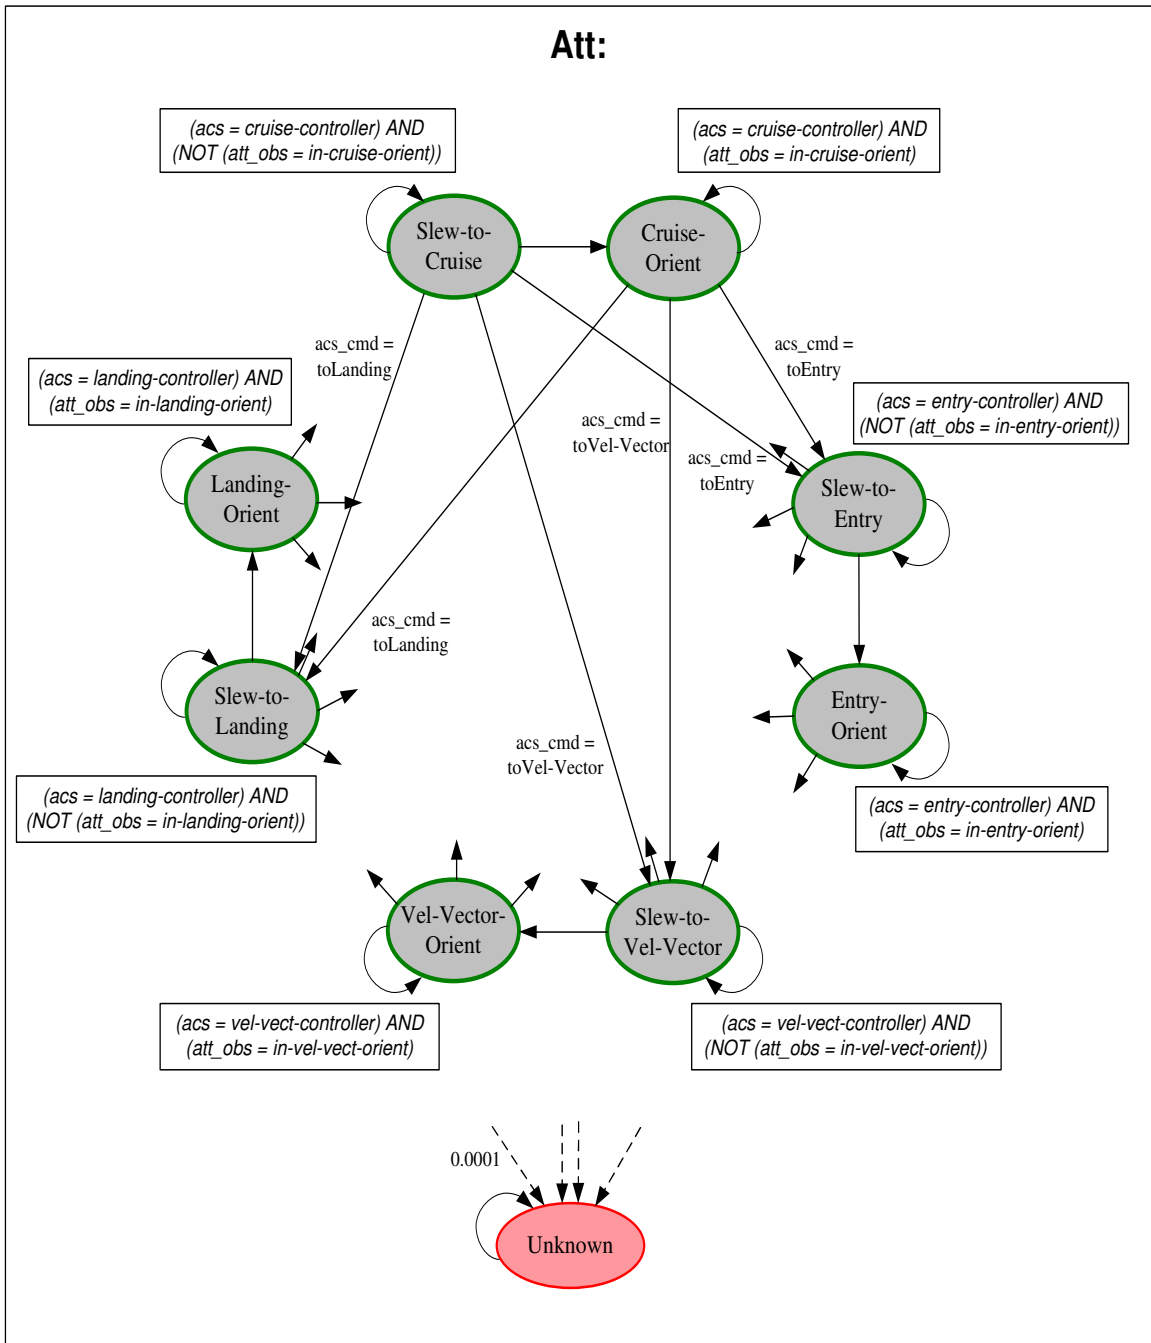 Att:
(acs = cruise-controller) AND
(NOT (att_obs = in-cruise-orient))
(acs = cruise-controller) AND
(att_obs = in-cruise-orient)
Slew-to-
Cruise
Cruise-
Orient
acs_cmd =
toLanding
acs_cmd =
toEntry
(acs = landing-controller) AND
(att_obs = in-landing-orient)
(acs = entry-controller) AND
(NOT (att_obs = in-entry-orient))
acs_cmd =
toVel-Vector
acs_cmd =
toEntry
Landing-
Orient
Slew-to-
Entry
acs_cmd =
toLanding
Slew-to-
Landing
Entry-
Orient
acs_cmd =
toVel-Vector
(acs = landing-controller) AND
(NOT (att_obs = in-landing-orient))
(acs = entry-controller) AND
(att_obs = in-entry-orient)
Vel-Vector-
Orient
Slew-to-
Vel-Vector
(acs = vel-vect-controller) AND
(att_obs = in-vel-vect-orient)
(acs = vel-vect-controller) AND
(NOT (att_obs = in-vel-vect-orient))
0.0001
Unknown